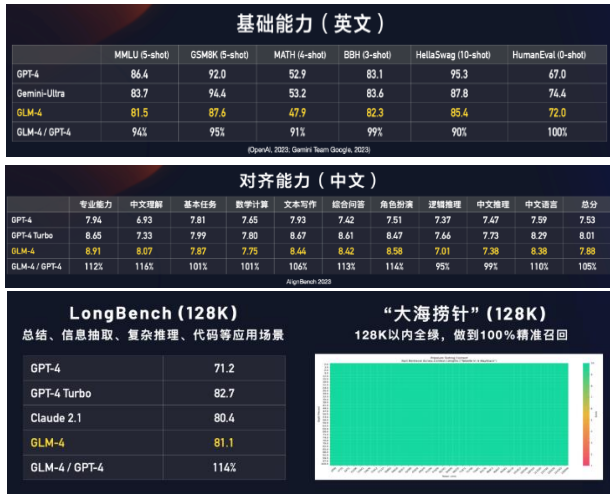 基础能力（英文）
MMLU (5-shot) GSM8K (5-shot) MATH (4-shot) BBH (3-shot) HellaSwag (10-shot) HumanEval (0-shot)
GPT-4 86.4 92.0 52.9 83.1 95.3 67.0
Gemini-Ultra 83.7 94.4 53.2 83.6 87.8 74.4
GLM-4 81.5 87.6 47.9 82.3 85.4 72.0
GLM-4 / GPT-4 94% 95% 91% 99% 90% 100%
(OpenAI, 2023; Gemini Team Google, 2023)
对齐能力（中文）
专业能力 中文理解 基本任务 数学计算 文本写作 综合问答 角色扮演 逻辑推理 中文推理 中文语言 总分
GPT-4 7.94 6.93 7.81 7.65 7.93 7.42 7.51 7.37 7.47 7.59 7.53
GPT-4 Turbo 8.65 7.33 7.99 7.80 8.67 8.61 8.47 7.66 7.73 8.29 8.01
GLM-4 8.91 8.07 7.87 7.75 8.44 8.42 8.58 7.01 7.38 8.38 7.88
GLM-4 / GPT-4 112% 116% 101% 101% 106% 113% 114% 95% 99% 110% 105%
AlignBench 2023
LongBench (128K)
总结、信息抽取、复杂推理、代码等应用场景
GPT-4 71.2
GPT-4 Turbo 82.7
Claude 2.1 80.4
GLM-4 81.1
GLM-4 / GPT-4 114%
“大海捞针” (128K)
128K以内全绿，做到100%精准召回